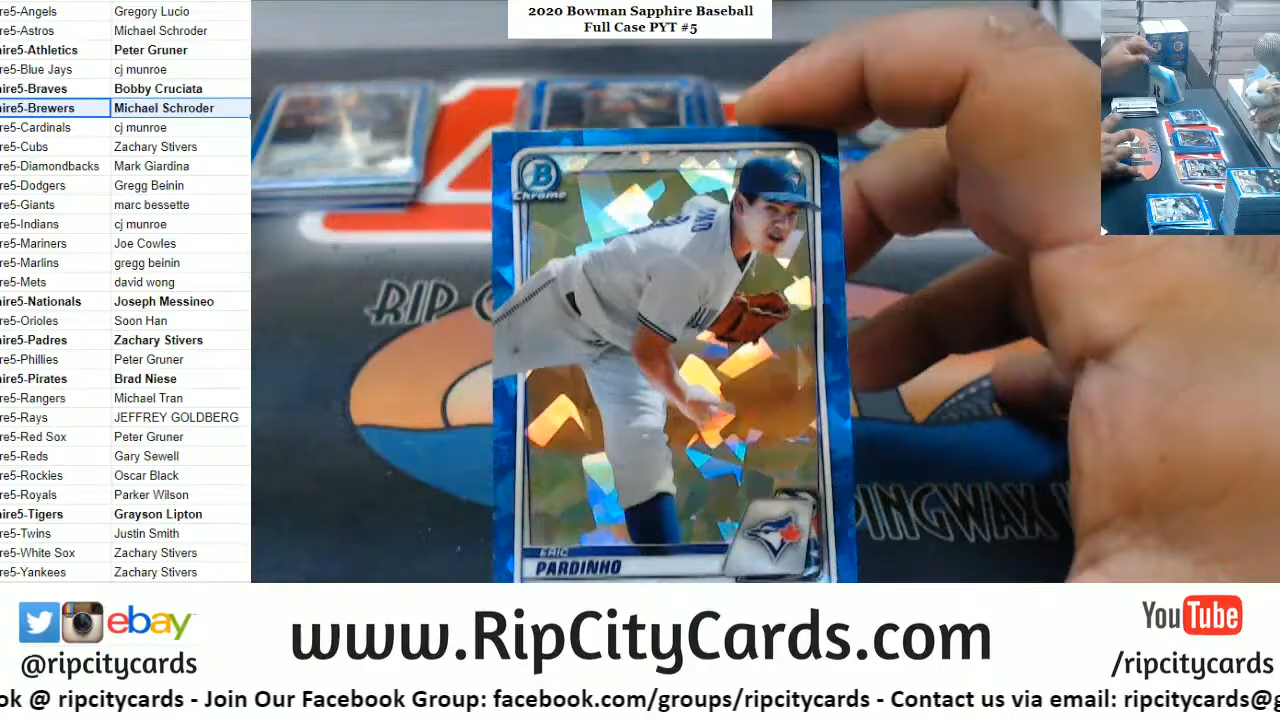 2020 Bowman Sapphire Baseball
Full Case PYT #5
re5-Angels Gregory Lucio
re5-Astros Michael Schroder
ire5-Athletics Peter Gruner
re5-Blue Jays cj munroe
ire5-Braves Bobby Cruciata
ire5-Brewers Michael Schroder
re5-Cardinals cj munroe
re5-Cubs Zachary Stivers
re5-Diamondbacks Mark Giardina
re5-Dodgers Gregg Beinin
re5-Giants marc bessette
re5-Indians cj munroe
re5-Mariners Joe Cowles
re5-Marlins gregg beinin
re5-Mets david wong
ire5-Nationals Joseph Messineo
re5-Orioles Soon Han
ire5-Padres Zachary Stivers
re5-Phillies Peter Gruner
ire5-Pirates Brad Niese
re5-Rangers Michael Tran
re5-Rays JEFFREY GOLDBERG
re5-Red Sox Peter Gruner
re5-Reds Gary Sewell
re5-Rockies Oscar Black
re5-Royals Parker Wilson
ire5-Tigers Grayson Lipton
re5-Twins Justin Smith
re5-White Sox Zachary Stivers
re5-Yankees Zachary Stivers
B
Chrome
RIP
PINGWAX
ERIC
PARDINHO
ebay
@ripcitycards
www.RipCityCards.com
YouTube
/ripcitycards
ok @ ripcitycards - Join Our Facebook Group: facebook.com/groups/ripcitycards - Contact us via email: ripcitycards@g